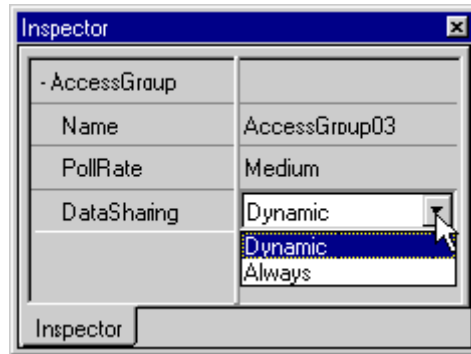 Inspector
- AccessGroup
Name AccessGroup03
PollRate Medium
DataSharing Dynamic
Dynamic
Always
Inspector